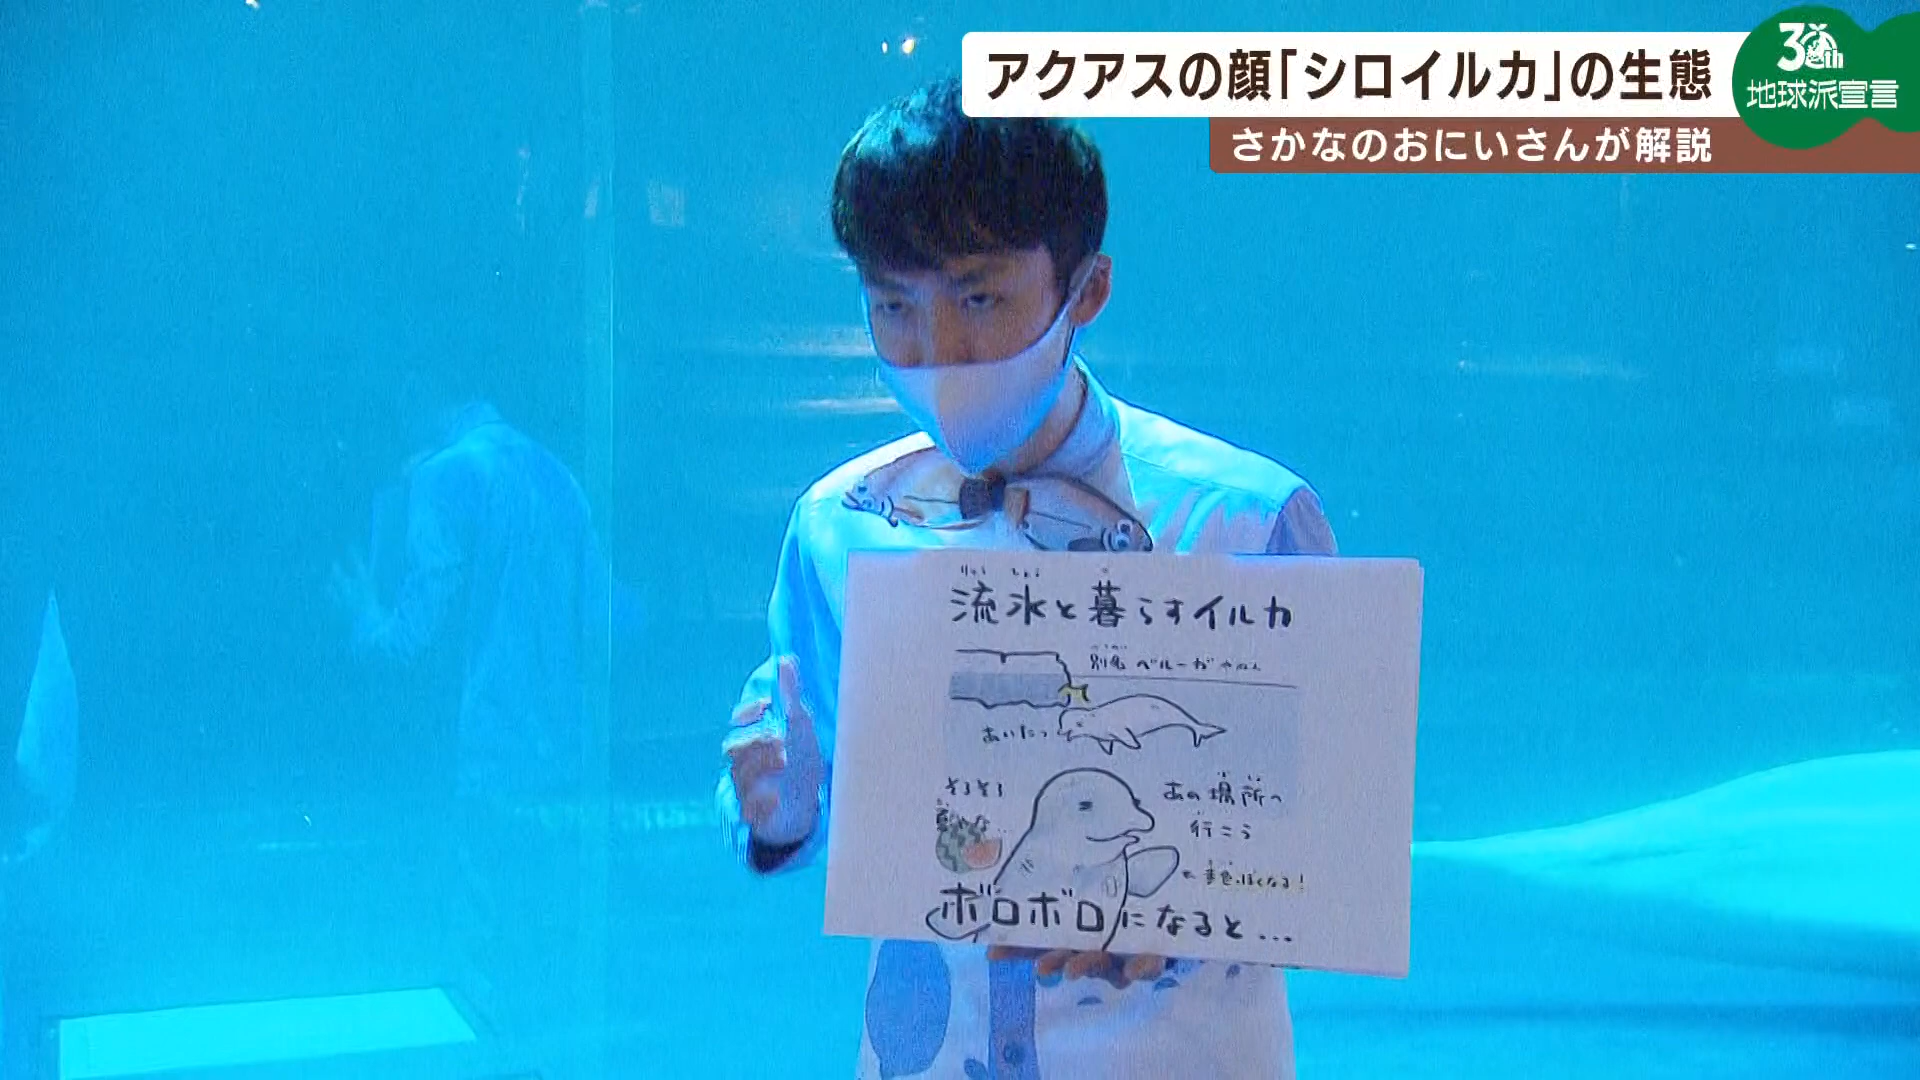 アクアスの顔「シロイルカ」の生態
さかなのおにいさんが解説
30th
地球派宣言
流氷と暮らすイルカ
別名 ベルーガ
あいたっ
そろそろ
あの場所へ
行こう
ボロボロになると...